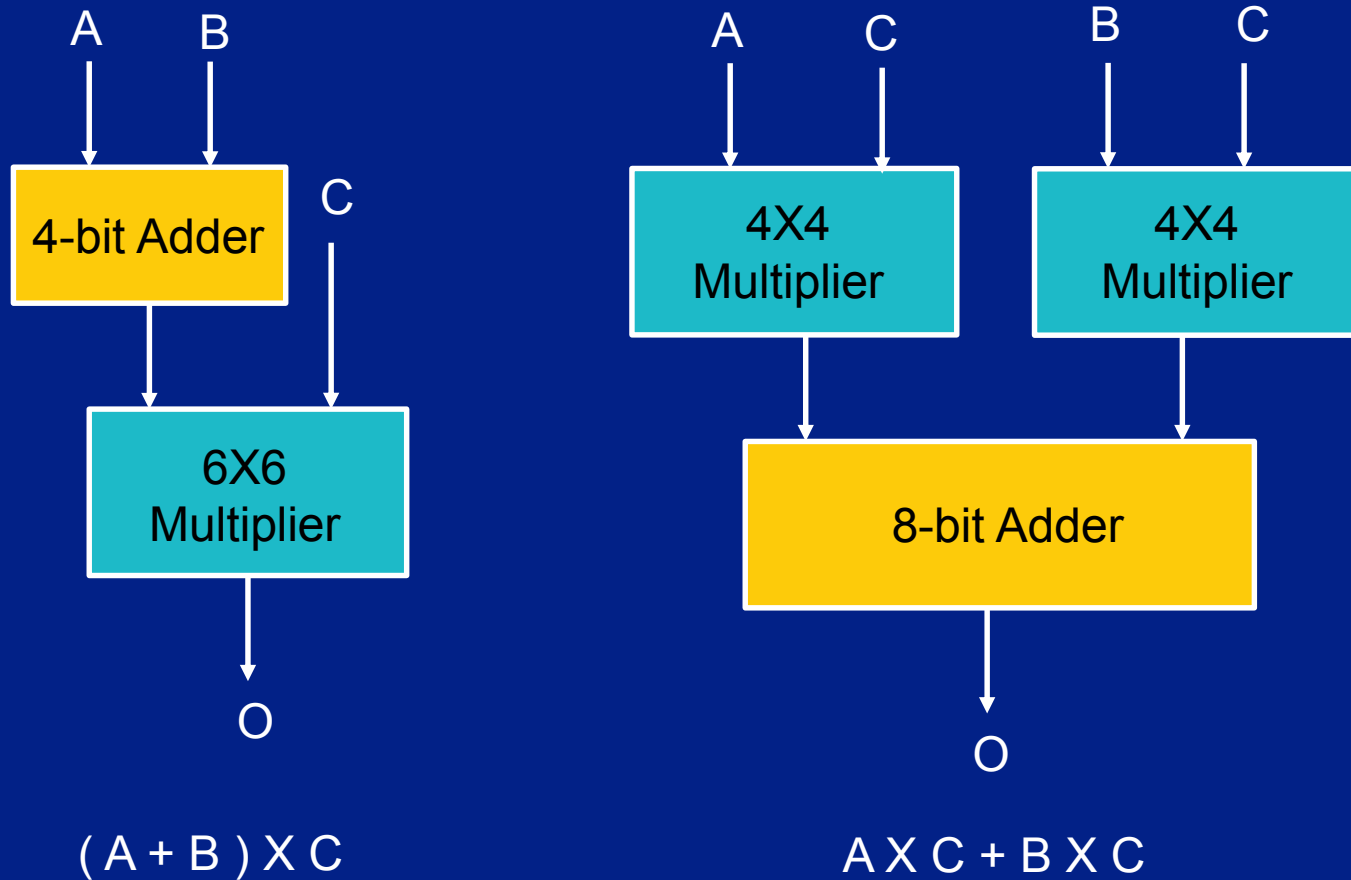 A B
4-bit Adder
C
6X6
Multiplier
O
( A + B ) X C
A C B C
4X4
Multiplier
4X4
Multiplier
8-bit Adder
O
A X C + B X C